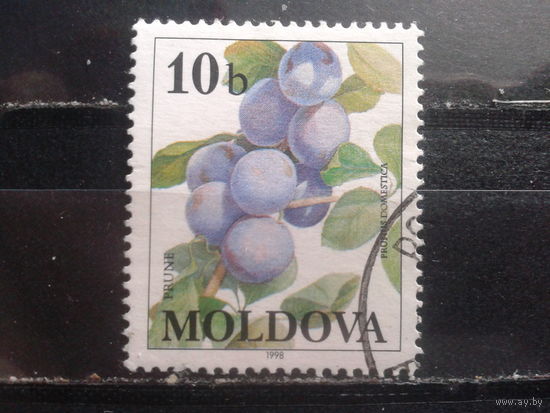 10b
PRUNE
PRUNUS DOMESTICA
MOLDOVA
1998
www.ay.by